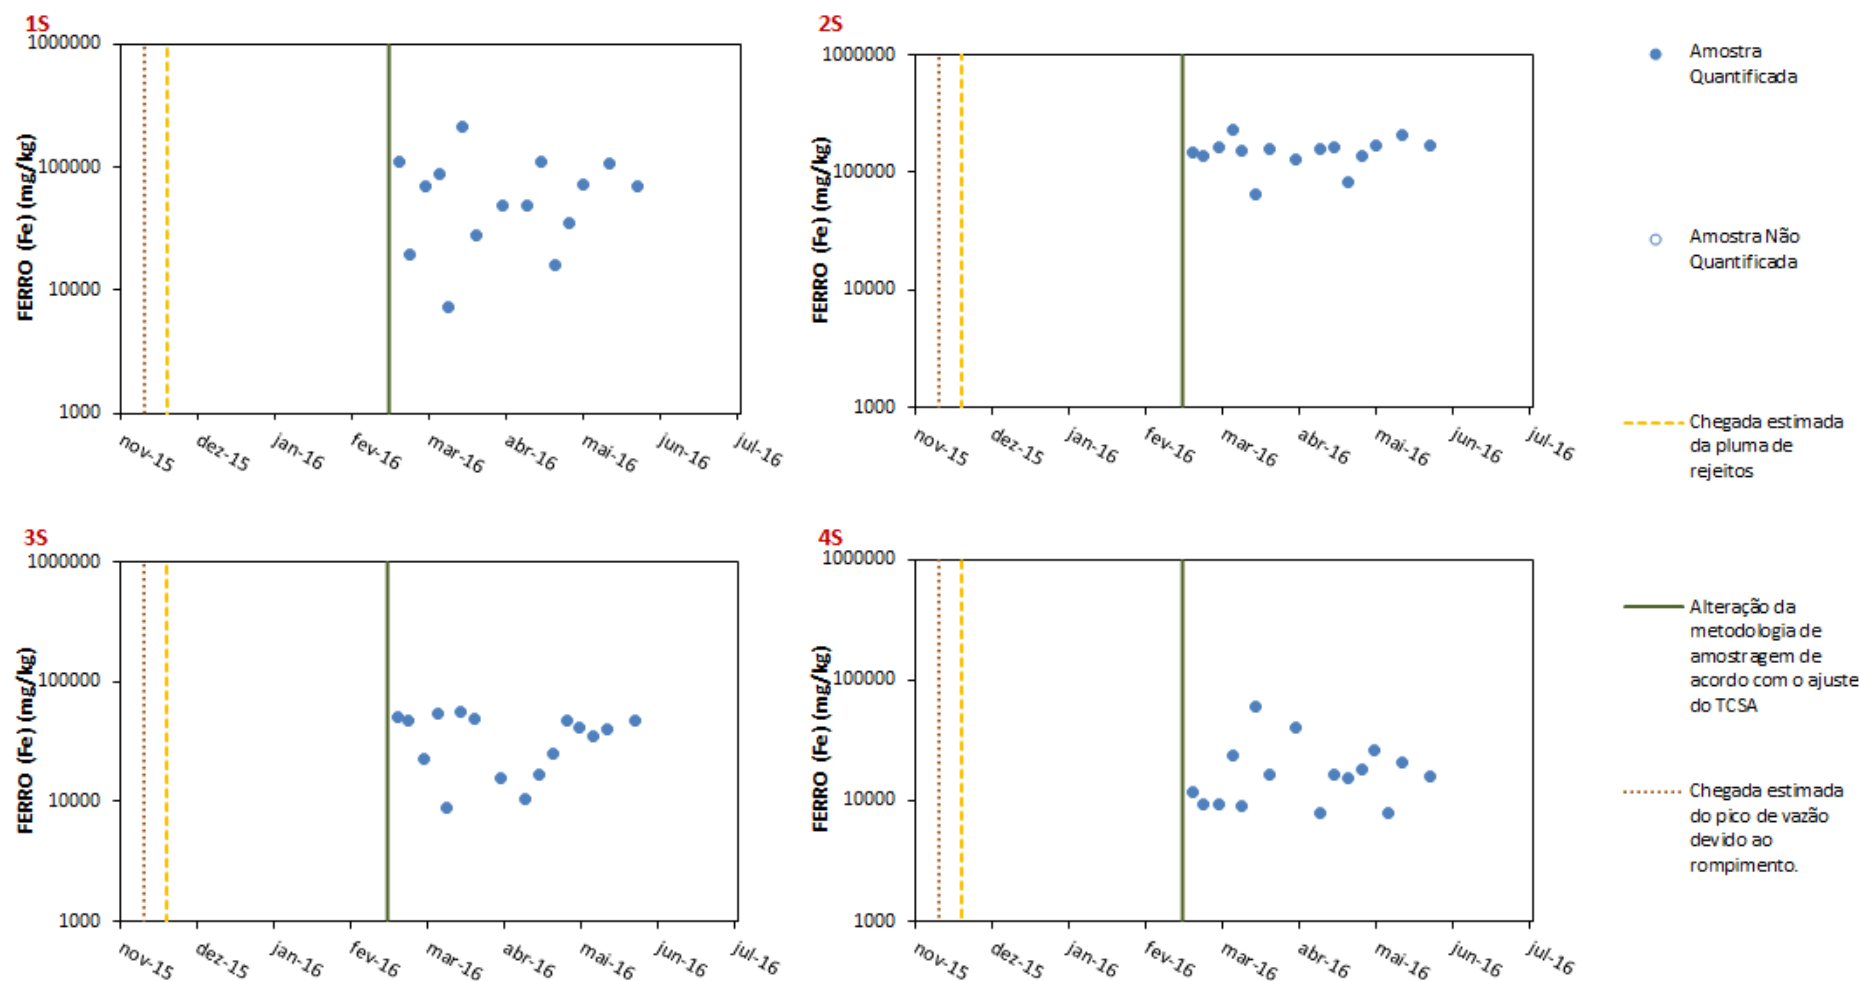 1S
1000000
100000
10000
1000
FERRO (Fe) (mg/kg)
nov-15
dez-15
jan-16
fev-16
mar-16
abr-16
mai-16
jun-16
jul-16
2S
1000000
100000
10000
1000
FERRO (Fe) (mg/kg)
nov-15
dez-15
jan-16
fev-16
mar-16
abr-16
mai-16
jun-16
jul-16
3S
1000000
100000
10000
1000
FERRO (Fe) (mg/kg)
nov-15
dez-15
jan-16
fev-16
mar-16
abr-16
mai-16
jun-16
jul-16
4S
1000000
100000
10000
1000
FERRO (Fe) (mg/kg)
nov-15
dez-15
jan-16
fev-16
mar-16
abr-16
mai-16
jun-16
jul-16
Amostra
Quantificada
Amostra Não
Quantificada
Chegada estimada
da pluma de
rejeitos
Alteração da
metodologia de
amostragem de
acordo com o ajuste
do TCSA
Chegada estimada
do pico de vazão
devido ao
rompimento.